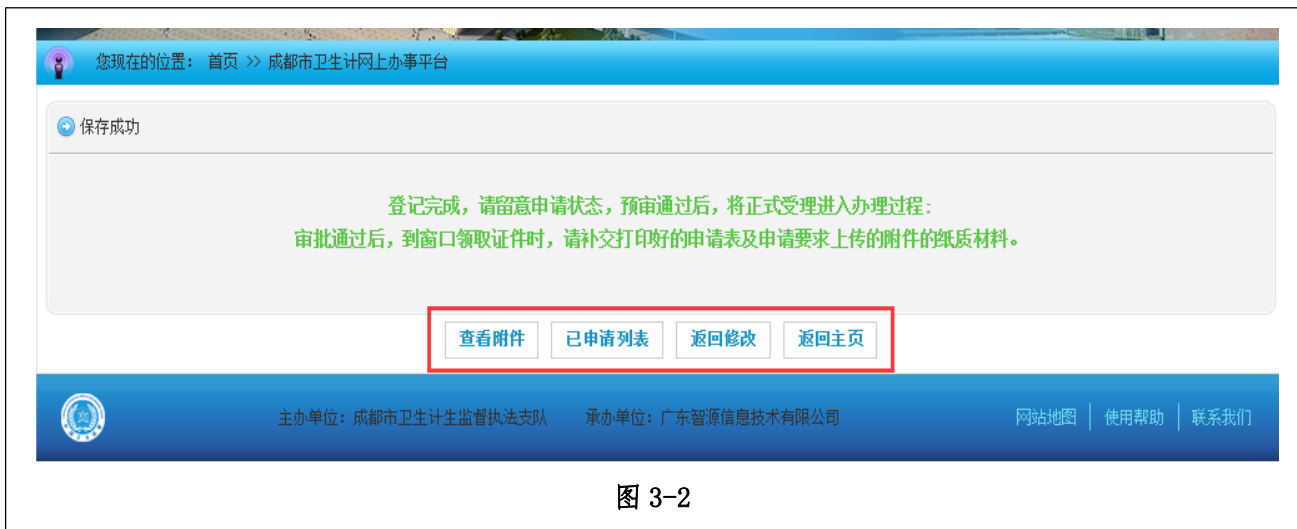 您现在的位置: 首页 >> 成都市卫生计网上办事平台
保存成功
登记完成，请留意申请状态，预审通过后，将正式受理进入办理过程;
审批通过后，到窗口领取证件时，请补交打印好的申请表及申请要求上传的附件的纸质材料。
查看附件 已申请列表 返回修改 返回主页
主办单位：成都市卫生计生监督执法支队 承办单位：广东智源信息技术有限公司 网站地图 | 使用帮助 | 联系我们
图 3-2